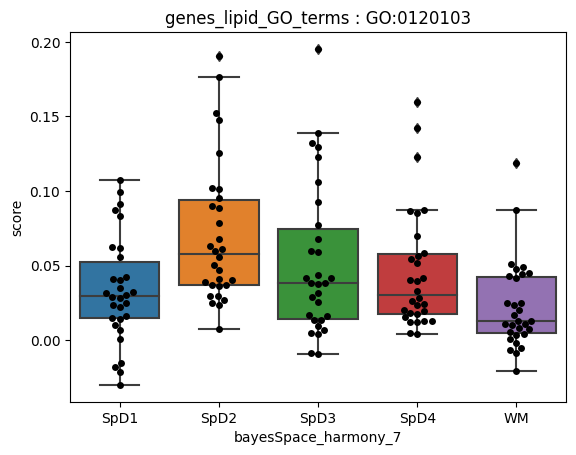 genes_lipid_GO_terms : GO:0120103
0.20
0.15
0.10
0.05
0.00
score
SpD1 SpD2 SpD3 SpD4 WM
bayesSpace_harmony_7